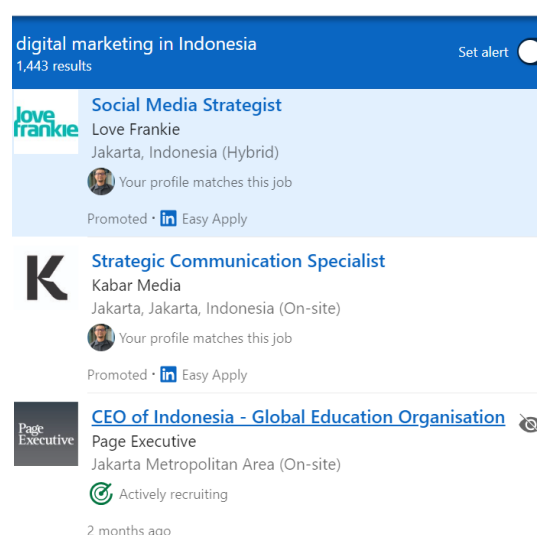 digital marketing in Indonesia
1,443 results
Set alert
love
frankie
Social Media Strategist
Love Frankie
Jakarta, Indonesia (Hybrid)
Your profile matches this job
Promoted · in Easy Apply
K
Strategic Communication Specialist
Kabar Media
Jakarta, Jakarta, Indonesia (On-site)
Your profile matches this job
Promoted · in Easy Apply
Page
Executive
CEO of Indonesia - Global Education Organisation
Page Executive
Jakarta Metropolitan Area (On-site)
Actively recruiting
2 months ago